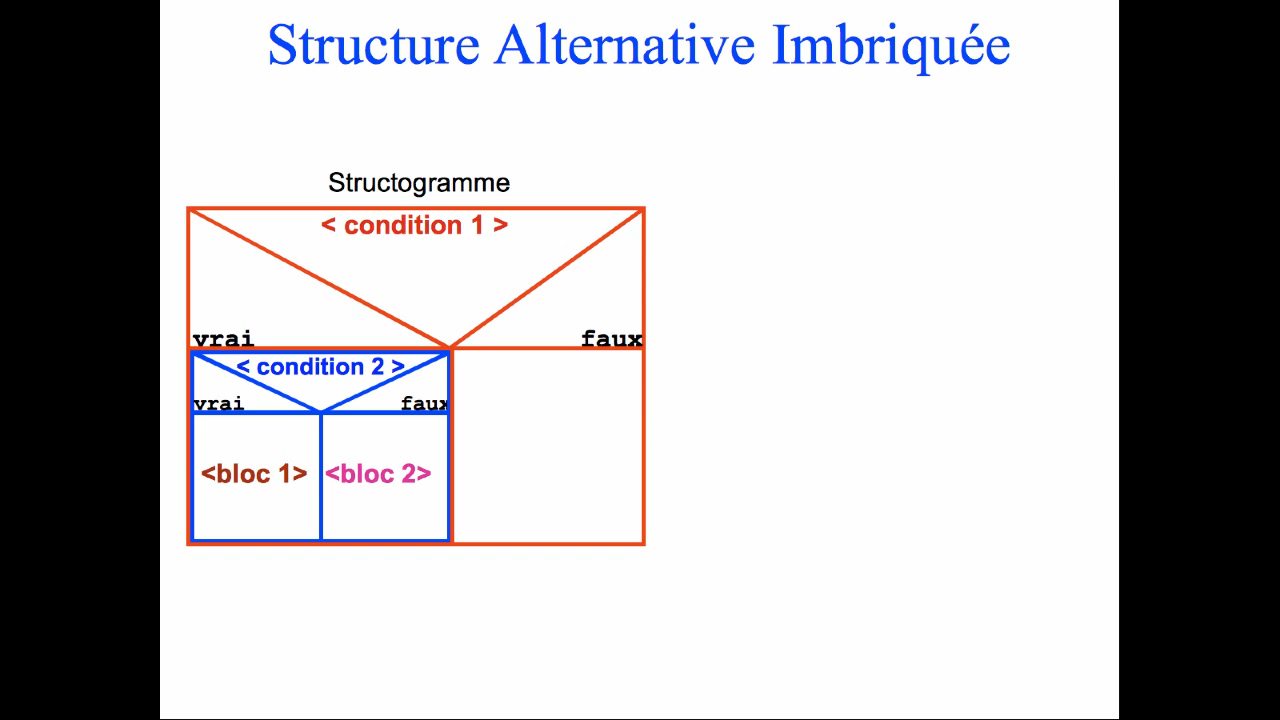 Structure Alternative Imbriquée
Structogramme
< condition 1 >
vrai
faux
< condition 2 >
vrai
faux
<bloc 1>
<bloc 2>